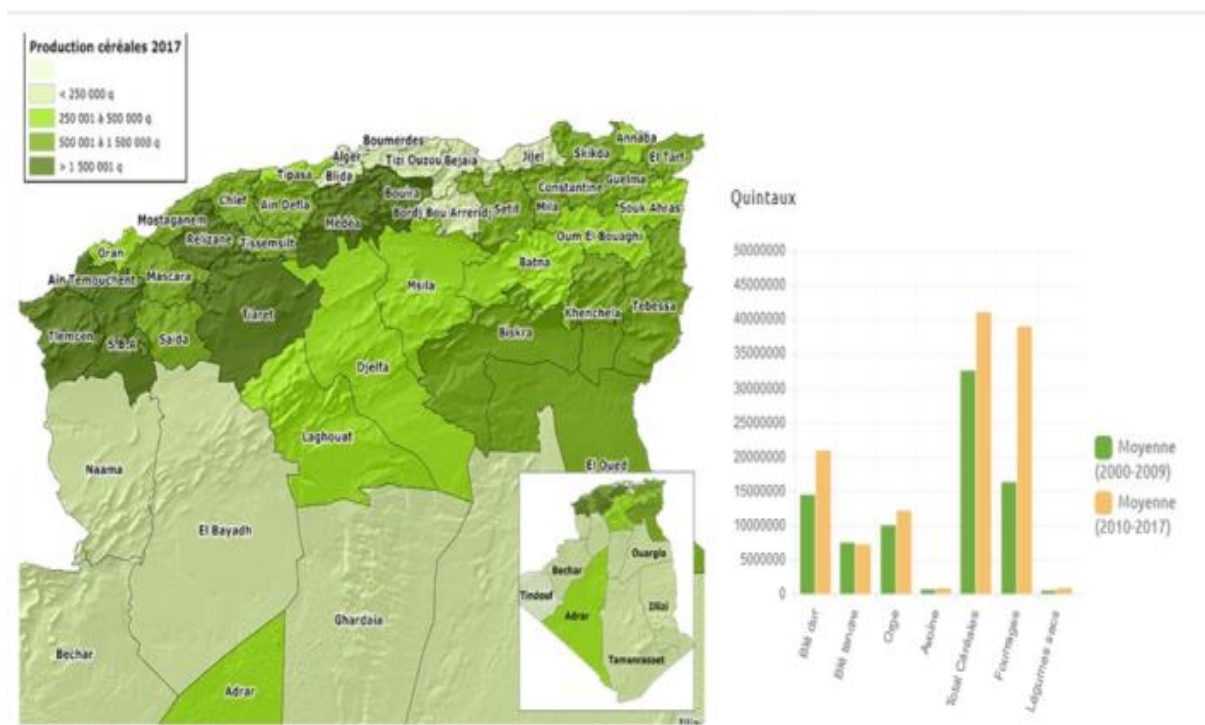 Production céréales 2017
< 250 000 q
250 001 à 500 000 q
500 001 à 1 500 000 q
> 1 500 001 q
Boumerdes
Alger
Tizi Ouzou
Bejaia
Jijel
Skikda
Annaba
El Tarf
Tipasa
Blida
Bouira
Constantine
Guelma
Chlef
Ain Defla
Médéa
Bordj Bou Arreridj
Setif
Mila
Souk Ahras
Mostaganem
Relizane
Tissemsilt
Oum El Bouaghi
Oran
Batna
Ain Temouchent
Mascara
Msila
Khenchela
Tebessa
Tlemcen
S.B.A
Saida
Tiaret
Biskra
Djelfa
Laghouat
Naama
El Oued
El Bayadh
Ghardaia
Bechar
Adrar
Ouargla
Bechar
Tindouf
Adrar
Illizi
Tamanrasset
Quintaux
50000000
45000000
40000000
35000000
30000000
25000000
20000000
15000000
10000000
5000000
0
Blé dur
Blé tendre
Orge
Avoine
Total Céréales
Fourrages
Légumes secs
Moyenne
(2000-2009)
Moyenne
(2010-2017)